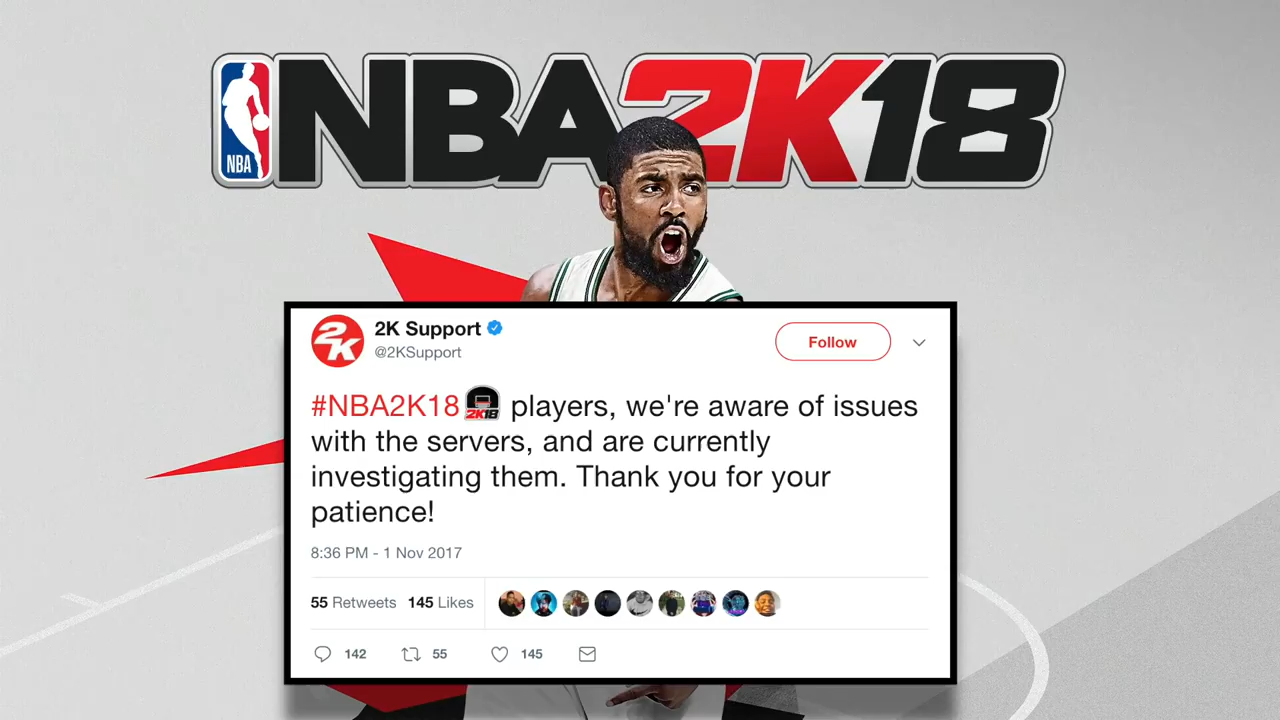 NBA2K18
NBA
2K Support
@2KSupport
Follow
#NBA2K18 2K18 players, we're aware of issues
with the servers, and are currently
investigating them. Thank you for your
patience!
8:36 PM - 1 Nov 2017
55 Retweets 145 Likes
142 55 145